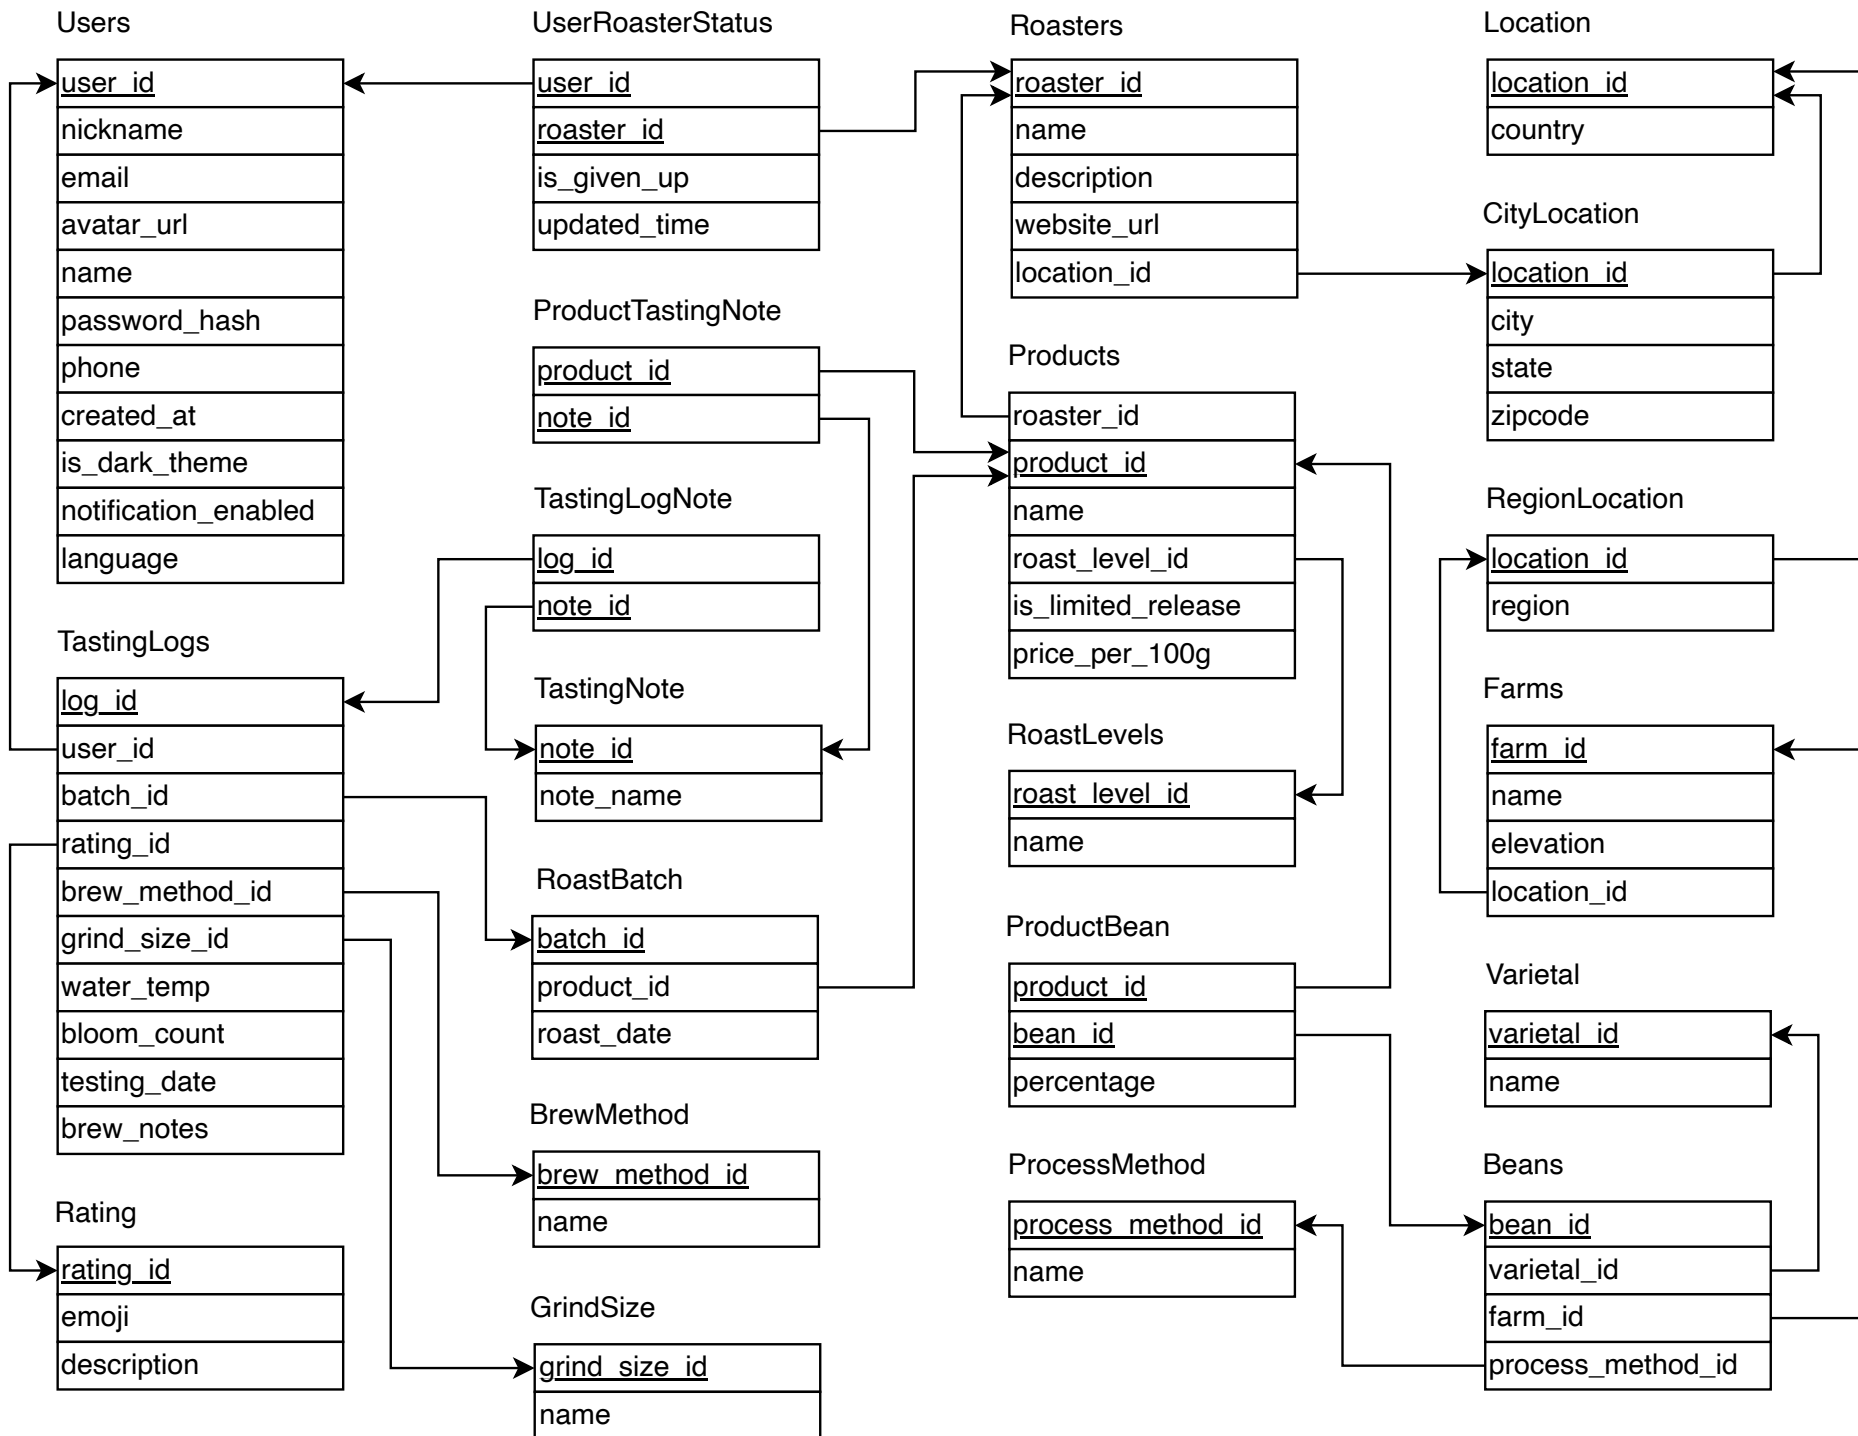 Users
user_id
nickname
email
avatar_url
name
password_hash
phone
created_at
is_dark_theme
notification_enabled
language
TastingLogs
log_id
user_id
batch_id
rating_id
brew_method_id
grind_size_id
water_temp
bloom_count
testing_date
brew_notes
Rating
rating_id
emoji
description
UserRoasterStatus
user_id
roaster_id
is_given_up
updated_time
ProductTastingNote
product_id
note_id
TastingLogNote
log_id
note_id
TastingNote
note_id
note_name
RoastBatch
batch_id
product_id
roast_date
BrewMethod
brew_method_id
name
GrindSize
grind_size_id
name
Roasters
roaster_id
name
description
website_url
location_id
Products
roaster_id
product_id
name
roast_level_id
is_limited_release
price_per_100g
RoastLevels
roast_level_id
name
ProductBean
product_id
bean_id
percentage
ProcessMethod
process_method_id
name
Location
location_id
country
CityLocation
location_id
city
state
zipcode
RegionLocation
location_id
region
Farms
farm_id
name
elevation
location_id
Varietal
varietal_id
name
Beans
bean_id
varietal_id
farm_id
process_method_id